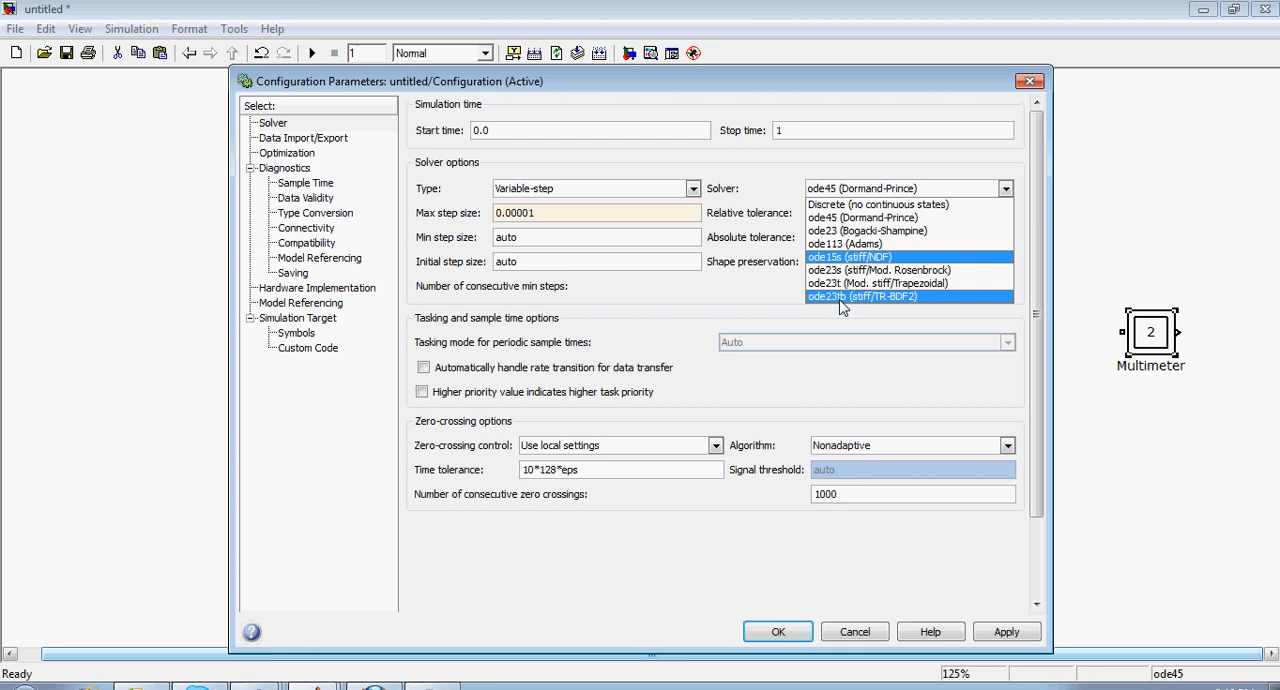 untitled *
File Edit View Simulation Format Tools Help
1 Normal
Configuration Parameters: untitled/Configuration (Active)
Select:
Solver
Data Import/Export
Optimization
Diagnostics
Sample Time
Data Validity
Type Conversion
Connectivity
Compatibility
Model Referencing
Saving
Hardware Implementation
Model Referencing
Simulation Target
Symbols
Custom Code
Simulation time
Start time: 0.0 Stop time: 1
Solver options
Type: Variable-step Solver: ode45 (Dormand-Prince)
Max step size: 0.00001 Relative tolerance:
Min step size: auto Absolute tolerance:
Initial step size: auto Shape preservation:
Number of consecutive min steps:
Discrete (no continuous states)
ode45 (Dormand-Prince)
ode23 (Bogacki-Shampine)
ode113 (Adams)
ode15s (stiff/NDF)
ode23s (stiff/Mod. Rosenbrock)
ode23t (Mod. stiff/Trapezoidal)
ode23tb (stiff/TR-BDF2)
Tasking and sample time options
Tasking mode for periodic sample times: Auto
Automatically handle rate transition for data transfer
Higher priority value indicates higher task priority
Zero-crossing options
Zero-crossing control: Use local settings Algorithm: Nonadaptive
Time tolerance: 10*128*eps Signal threshold: auto
Number of consecutive zero crossings: 1000
OK Cancel Help Apply
2
Multimeter
Ready 125% ode45